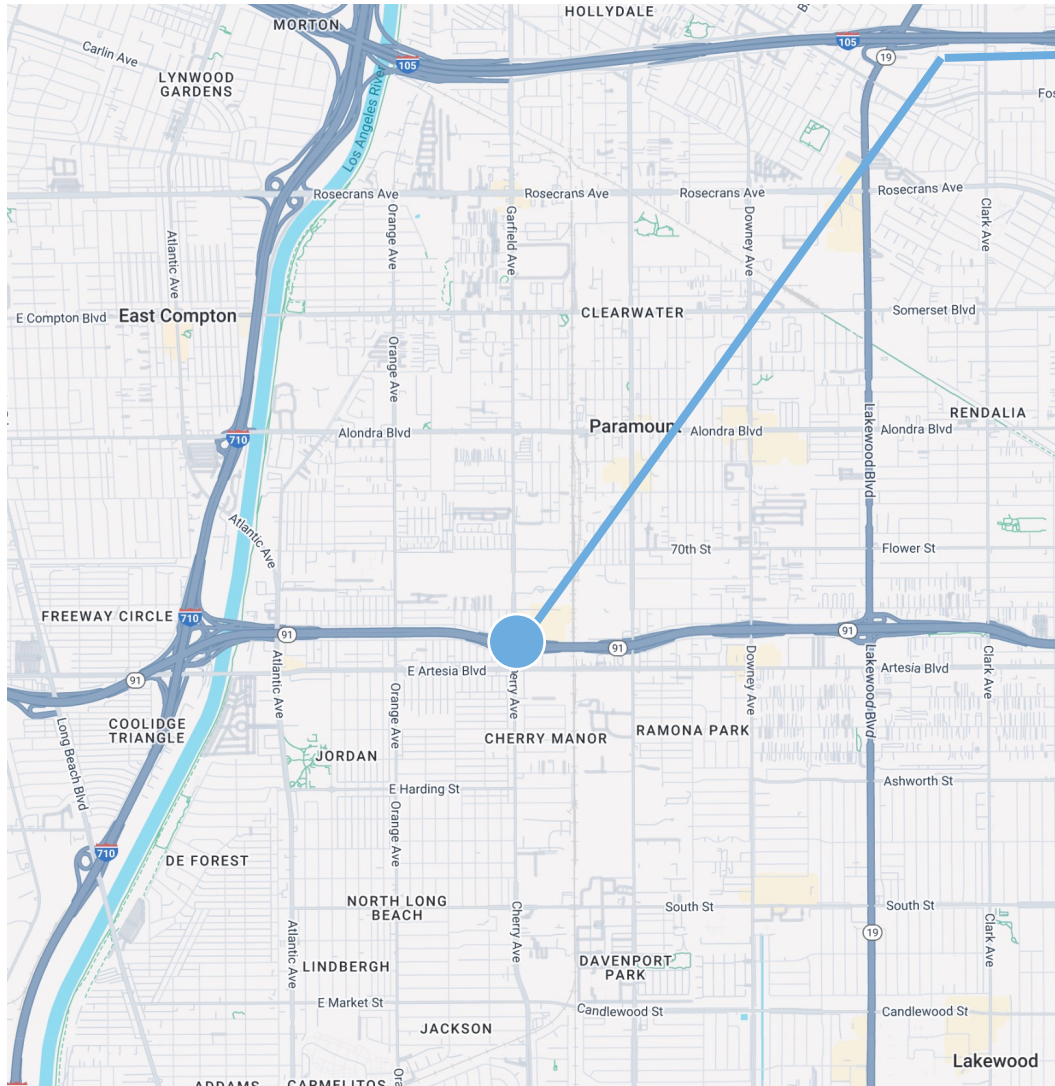 HOLLYDALE
MORTON
Carlin Ave
105
19
105
LYNWOOD
GARDENS
Los Angeles River
Fos
Rosecrans Ave
Rosecrans Ave
Rosecrans Ave
Rosecrans Ave
Atlantic Ave
Orange Ave
Garfield Ave
Downey Ave
Clark Ave
E Compton Blvd
East Compton
CLEARWATER
Somerset Blvd
Orange Ave
Lakewood Blvd
RENDALIA
710
Alondra Blvd
Paramount
Alondra Blvd
Alondra Blvd
Atlantic Ave
70th St
Flower St
FREEWAY CIRCLE
710
91
91
91
91
E Artesia Blvd
Artesia Blvd
Atlantic Ave
Orange Ave
erry Ave
Downey Ave
Lakewood Blvd
Clark Ave
COOLIDGE
TRIANGLE
Long Beach Blvd
JORDAN
CHERRY MANOR
RAMONA PARK
E Harding St
Ashworth St
Orange Ave
710
DE FOREST
NORTH LONG
BEACH
South St
South St
Atlantic Ave
Cherry Ave
19
Clark Ave
LINDBERGH
DAVENPORT
PARK
E Market St
Candlewood St
Candlewood St
JACKSON
Lakewood
ADDAMS
CARMELITOS
Ora